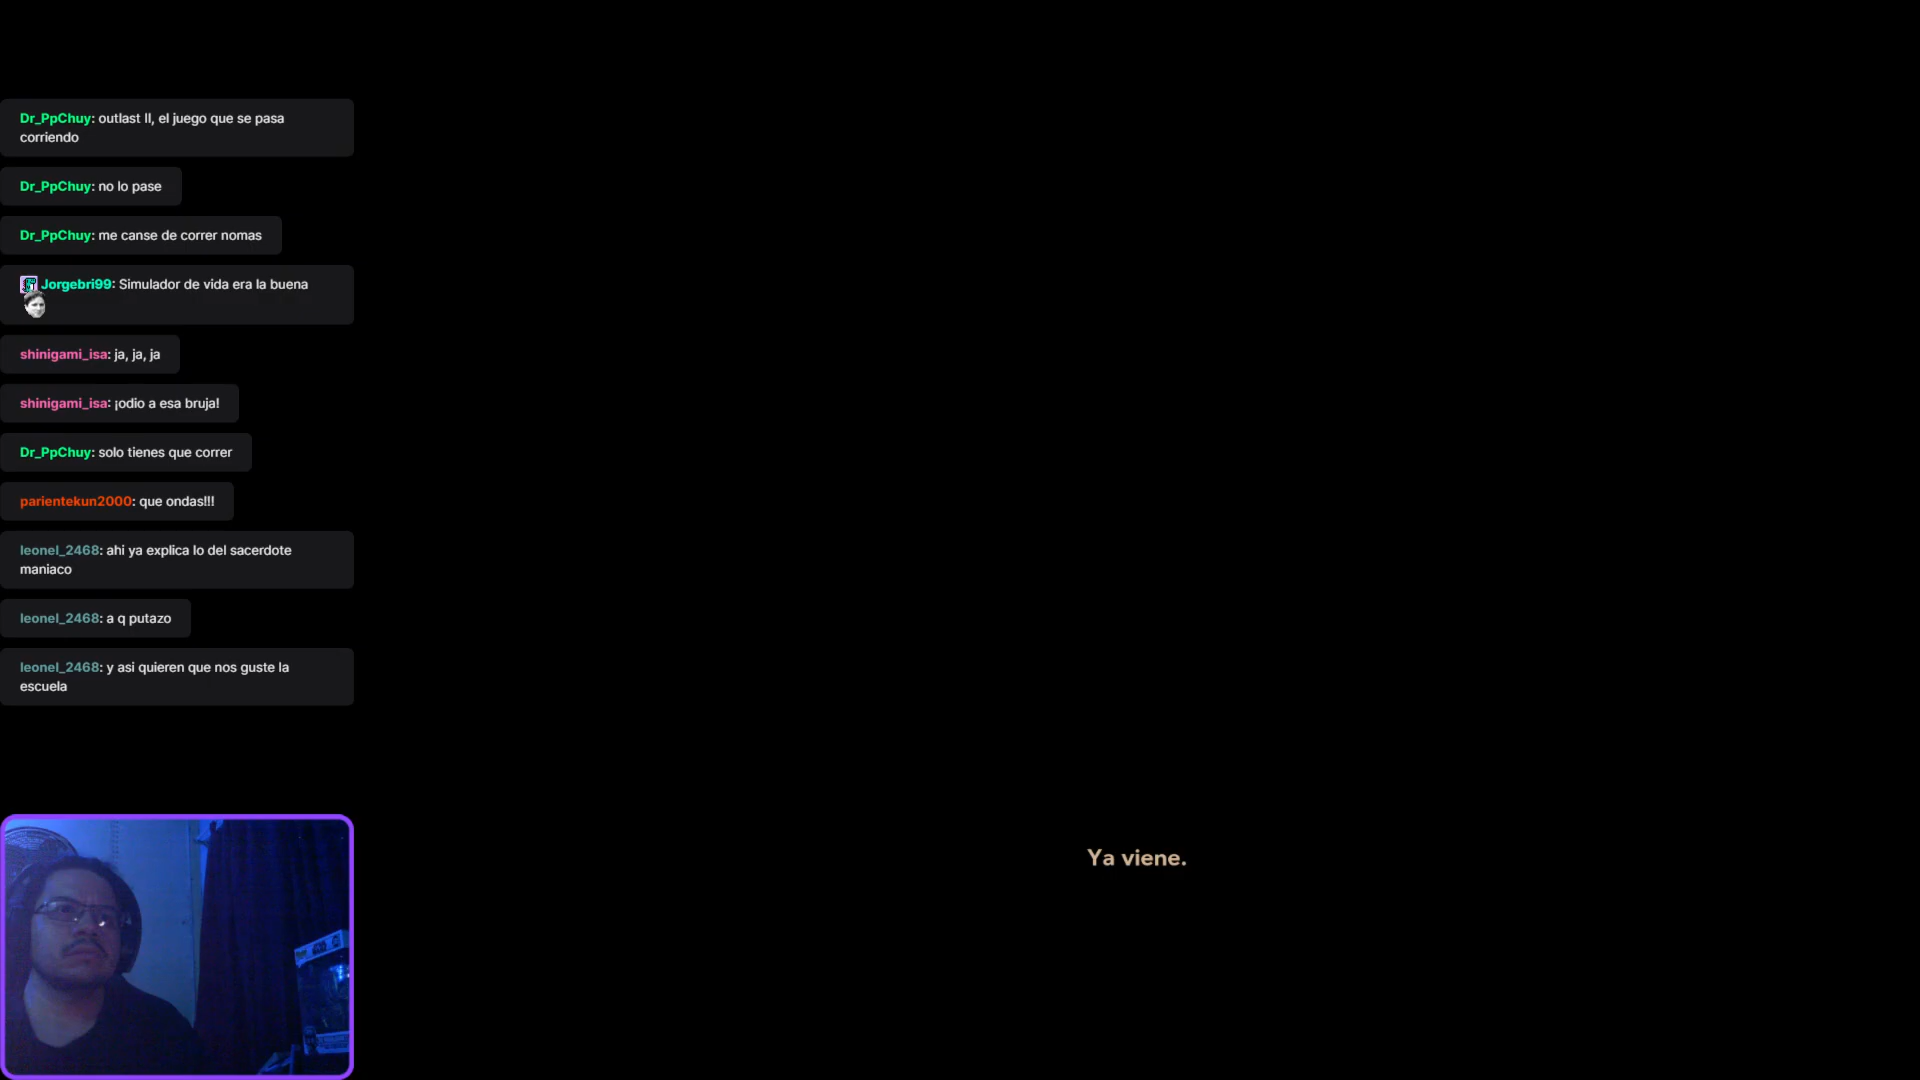 Dr_PpChuy: outlast II, el juego que se pasa
corriendo
Dr_PpChuy: no lo pase
Dr_PpChuy: me canse de correr nomas
Jorgebri99: Simulador de vida era la buena
shinigami_isa: ja, ja, ja
shinigami_isa: ¡odio a esa bruja!
Dr_PpChuy: solo tienes que correr
parientekun2000: que ondas!!!
leonel_2468: ahi ya explica lo del sacerdote
maniaco
leonel_2468: a q putazo
leonel_2468: y asi quieren que nos guste la
escuela
Ya viene.